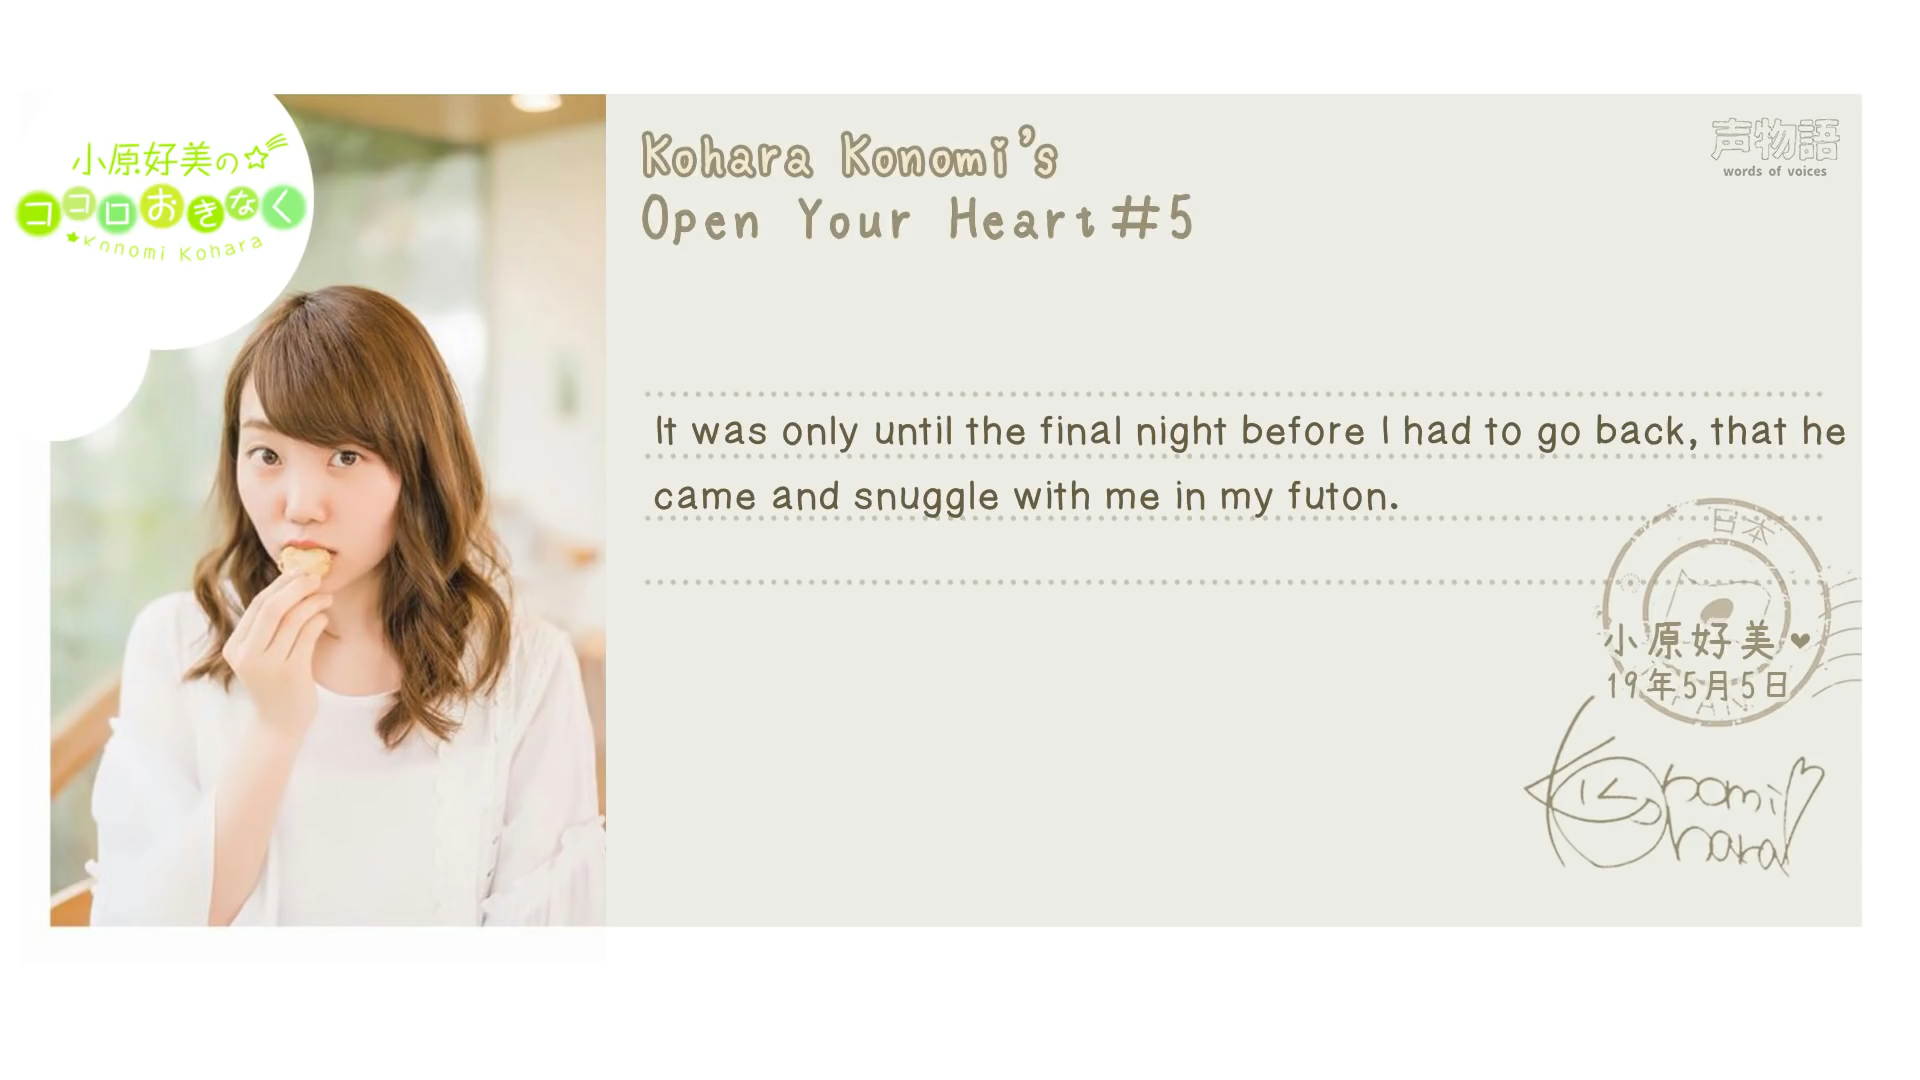 小原好美の☆
ココロおきなく
★Konomi Kohara
Kohara Konomi's
Open Your Heart#5
声物語
words of voices
It was only until the final night before I had to go back, that he
came and snuggle with me in my futon.
日本
小原好美♥
19年5月5日
Konomi
Kohara